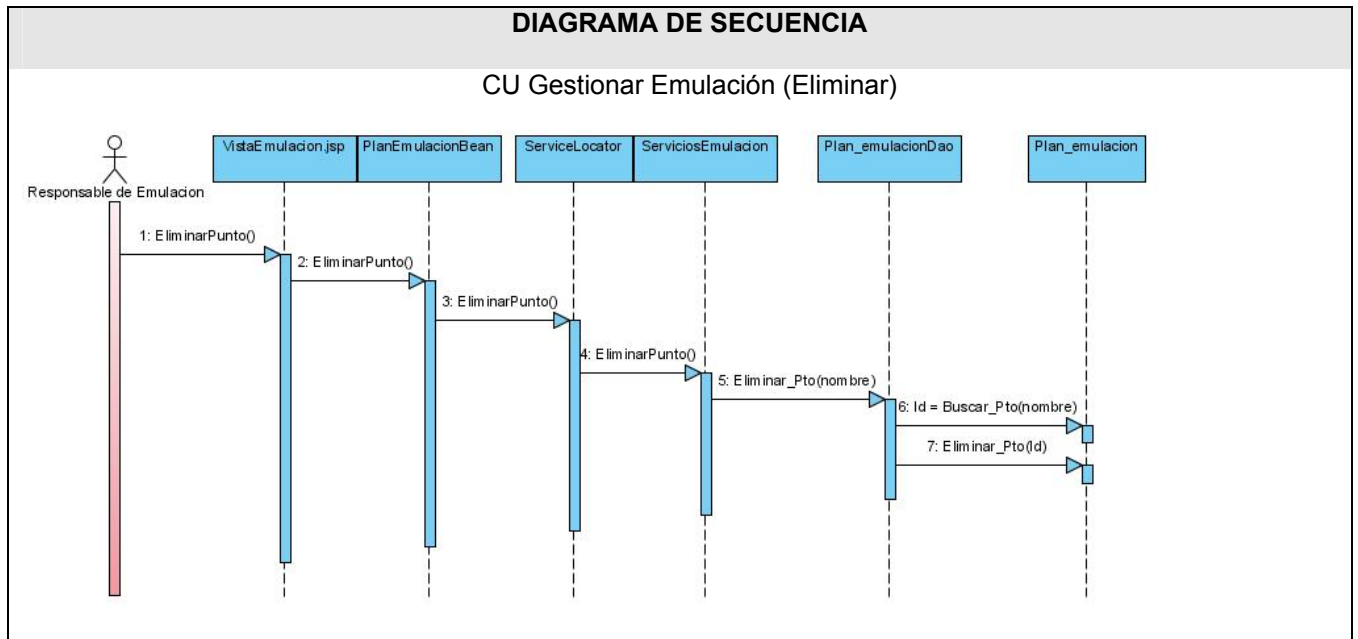 DIAGRAMA DE SECUENCIA
CU Gestionar Emulación (Eliminar)
Responsable de Emulacion
VistaEmulacion.jsp
PlanEmulacionBean
ServiceLocator
ServiciosEmulacion
Plan_emulacionDao
Plan_emulacion
1: EliminarPunto()
2: EliminarPunto()
3: EliminarPunto()
4: EliminarPunto()
5: Eliminar_Pto(nombre)
6: Id = Buscar_Pto(nombre)
7: Eliminar_Pto(Id)